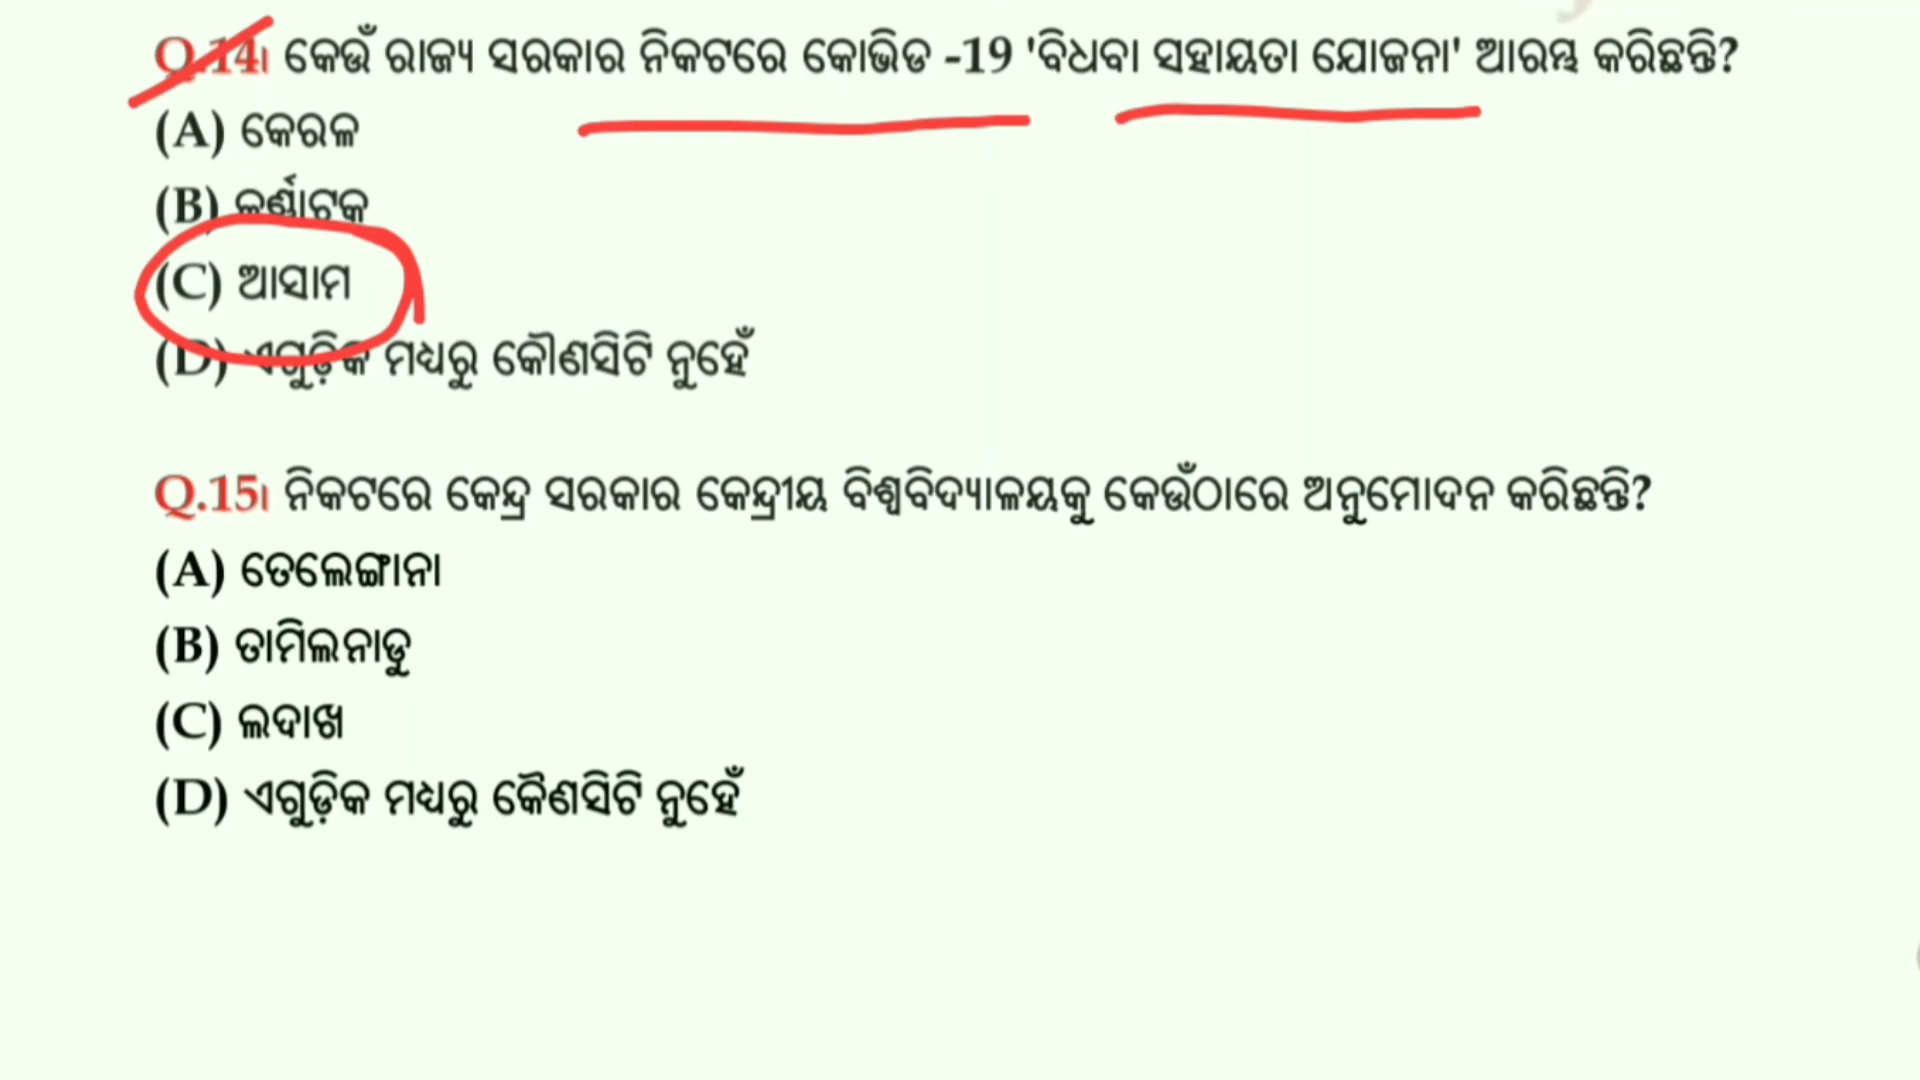 Q.14। କେଉଁ ରାଜ୍ୟ ସରକାର ନିକଟରେ କୋଭିଡ -19 'ବିଧବା ସହାୟତା ଯୋଜନା' ଆରମ୍ଭ କରିଛନ୍ତି?
(A) କେରଳ
(B) କର୍ଣ୍ଣାଟକ
(C) ଆସାମ
(D) ଏଗୁଡ଼ିକ ମଧ୍ୟରୁ କୌଣସିଟି ନୁହେଁ
Q.15। ନିକଟରେ କେନ୍ଦ୍ର ସରକାର କେନ୍ଦ୍ରୀୟ ବିଶ୍ୱବିଦ୍ୟାଳୟକୁ କେଉଁଠାରେ ଅନୁମୋଦନ କରିଛନ୍ତି?
(A) ତେଲେଙ୍ଗାନା
(B) ତାମିଲନାଡୁ
(C) ଲଦାଖ
(D) ଏଗୁଡ଼ିକ ମଧ୍ୟରୁ କୈଣସିଟି ନୁହେଁ